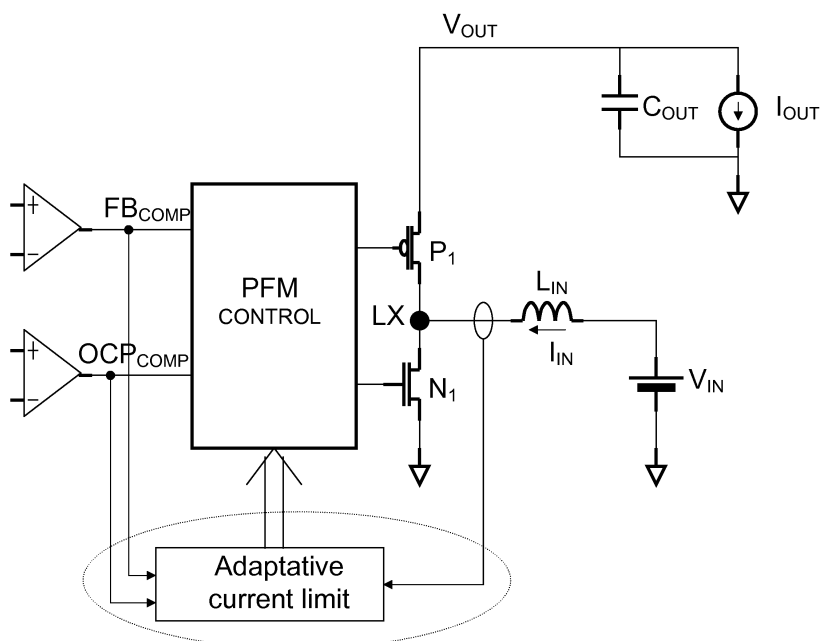 VOUT
COUT
IOUT
+
−
FBCOMP
P1
PFM
CONTROL
LX
LIN
IIN
+
−
OCPCOMP
N1
VIN
Adaptative
current limit